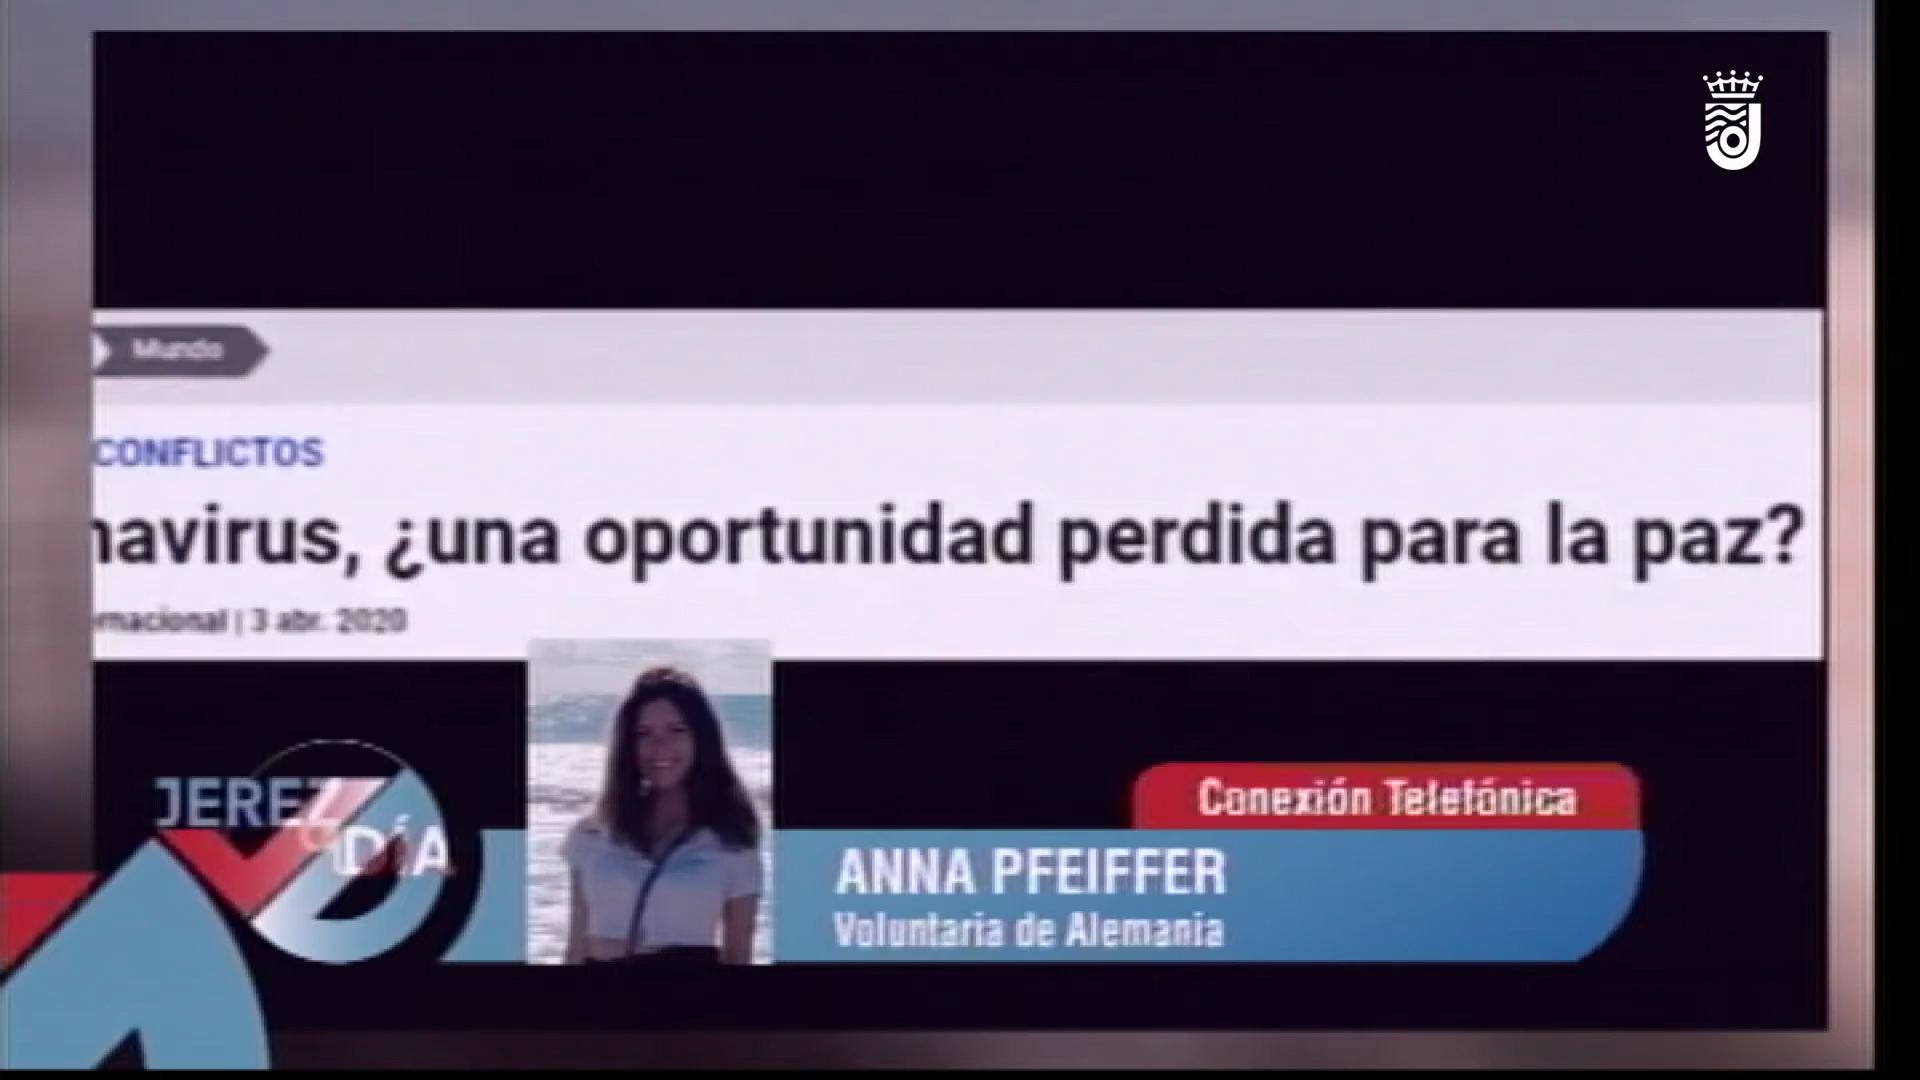 Mundo
CONFLICTOS
navirus, ¿una oportunidad perdida para la paz?
rnacional | 3 abr. 2020
JEREZ
al DÍA
Conexión Telefónica
ANNA PFEIFFER
Voluntaria de Alemania